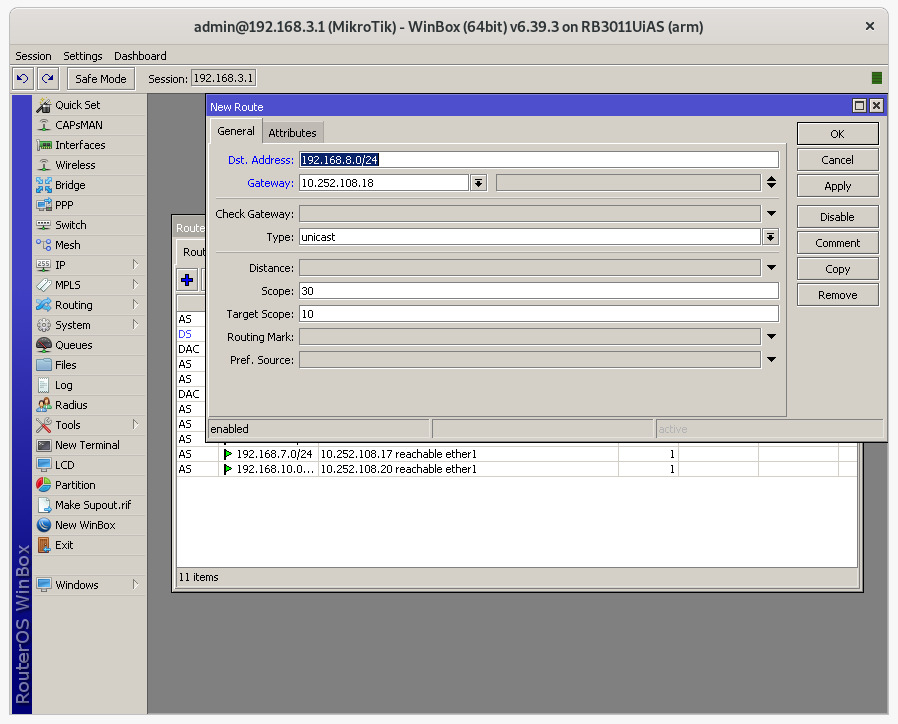 admin@192.168.3.1 (MikroTik) - WinBox (64bit) v6.39.3 on RB3011UiAS (arm)
Session Settings Dashboard
Safe Mode Session: 192.168.3.1
Quick Set
CAPsMAN
Interfaces
Wireless
Bridge
PPP
Switch
Mesh
IP
MPLS
Routing
System
Queues
Files
Log
Radius
Tools
New Terminal
LCD
Partition
Make Supout.rif
New WinBox
Exit
Windows
RouterOS WinBox
New Route
General Attributes
Dst. Address: 192.168.8.0/24
Gateway: 10.252.108.18
Check Gateway:
Type: unicast
Distance:
Scope: 30
Target Scope: 10
Routing Mark:
Pref. Source:
enabled active
OK
Cancel
Apply
Disable
Comment
Copy
Remove
Route
Rout
AS
DS
DAC
AS
AS
DAC
AS
AS
AS
AS 192.168.7.0/24 10.252.108.17 reachable ether1 1
AS 192.168.10.0... 10.252.108.20 reachable ether1 1
11 items